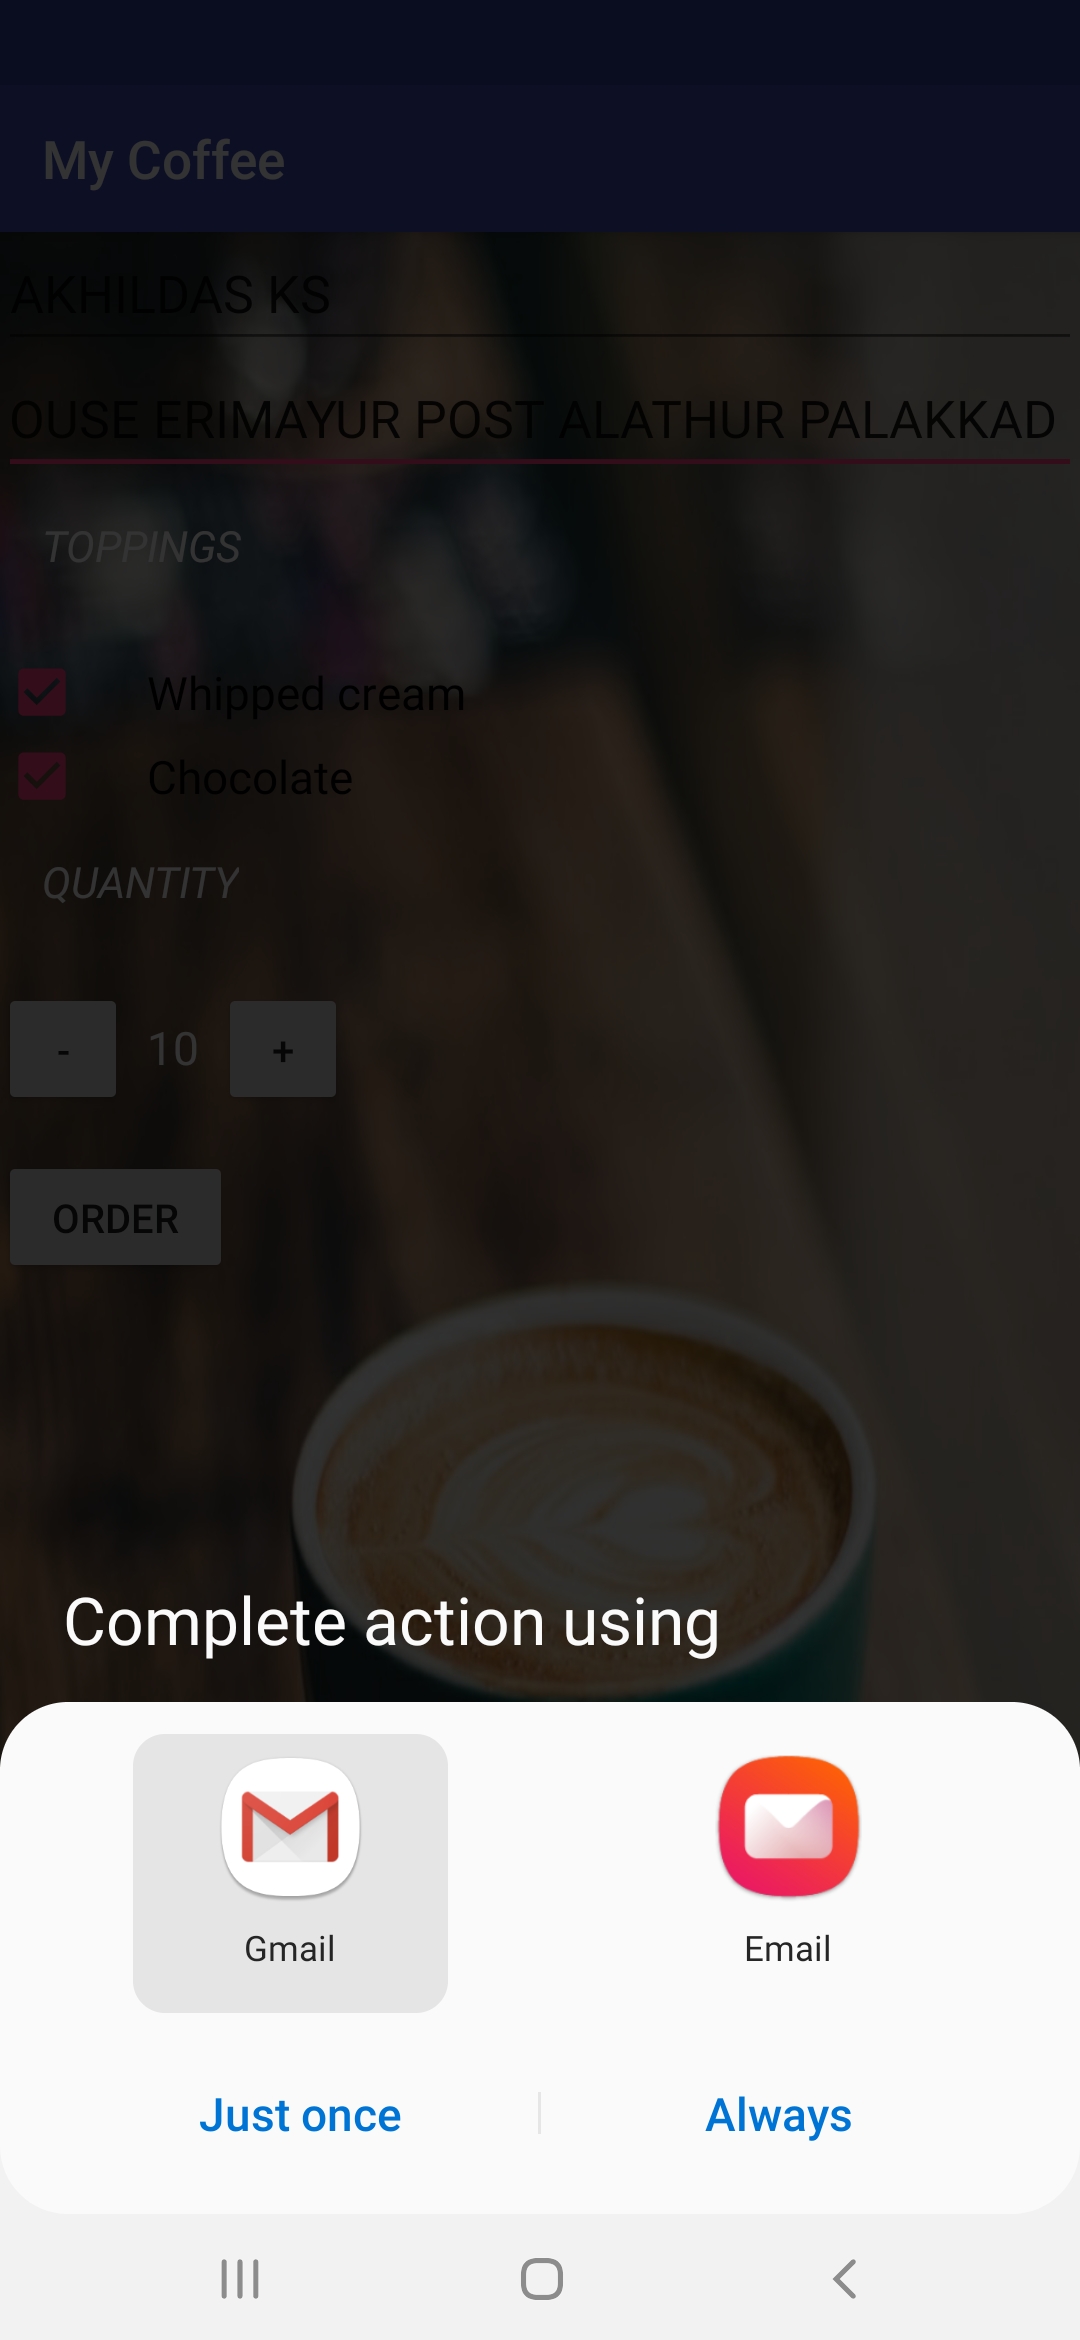 My Coffee
AKHILDAS KS
OUSE ERIMAYUR POST ALATHUR PALAKKAD
TOPPINGS
Whipped cream
Chocolate
QUANTITY
- 10 +
ORDER
Complete action using
Gmail Email
Just once Always